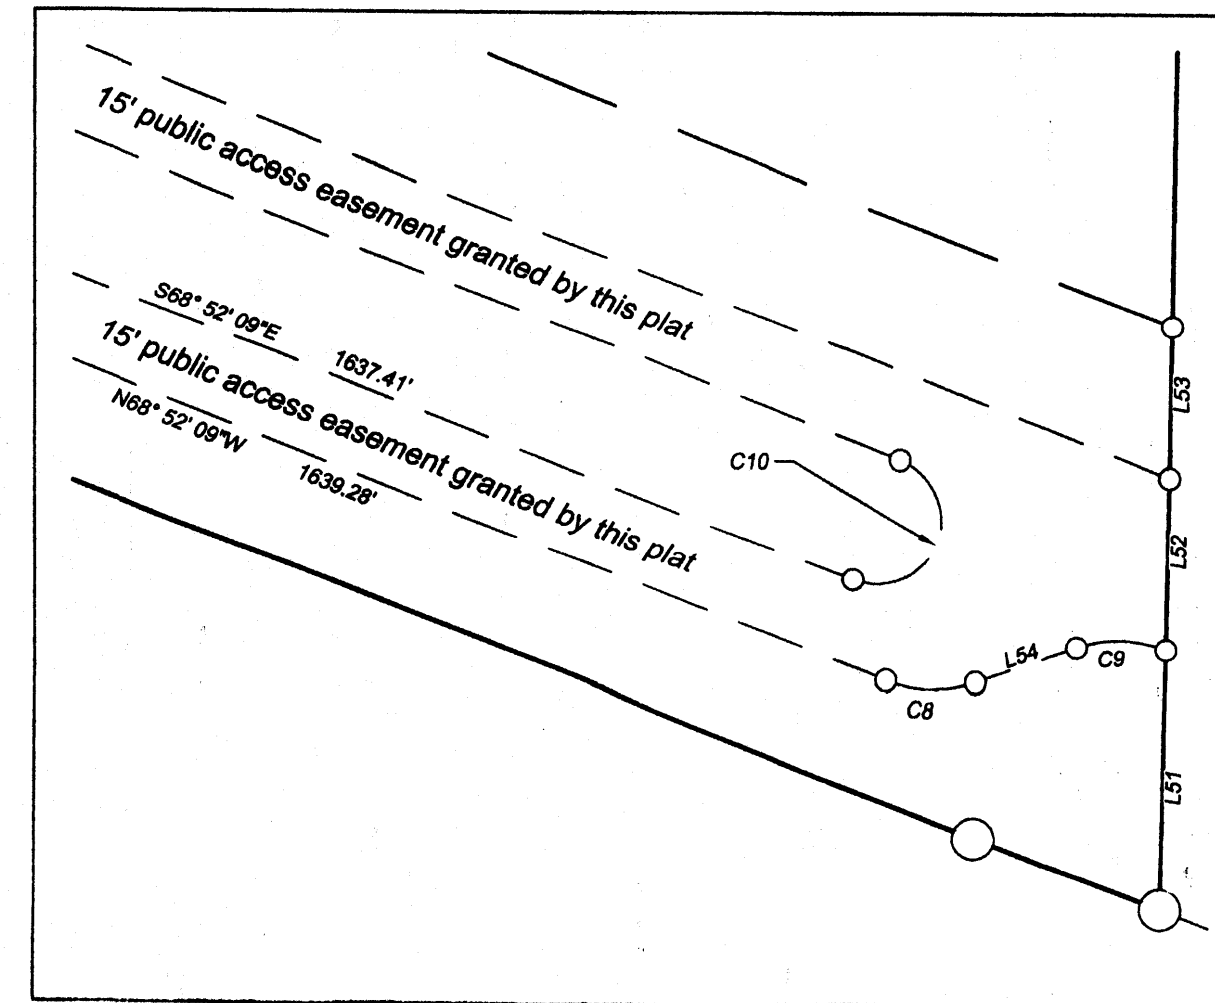 15' public access easement granted by this plat
S68° 52' 09"E 1637.41'
15' public access easement granted by this plat
N68° 52' 09"W 1639.28'
C10
L53
L52
L54
C9
C8
L51